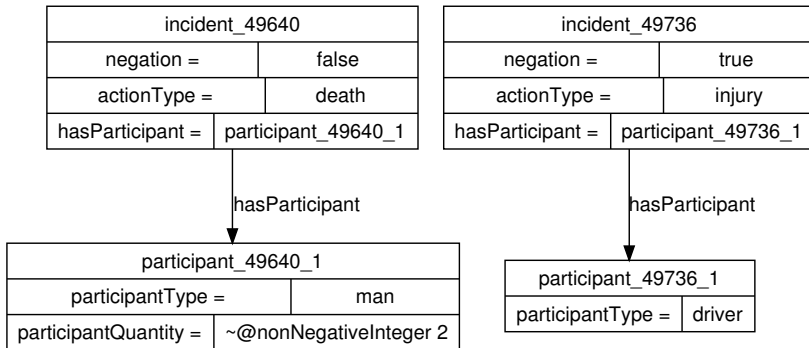 incident_49640
negation = false
actionType = death
hasParticipant = participant_49640_1
incident_49736
negation = true
actionType = injury
hasParticipant = participant_49736_1
hasParticipant
hasParticipant
participant_49640_1
participantType = man
participantQuantity = ~@nonNegativeInteger 2
participant_49736_1
participantType = driver